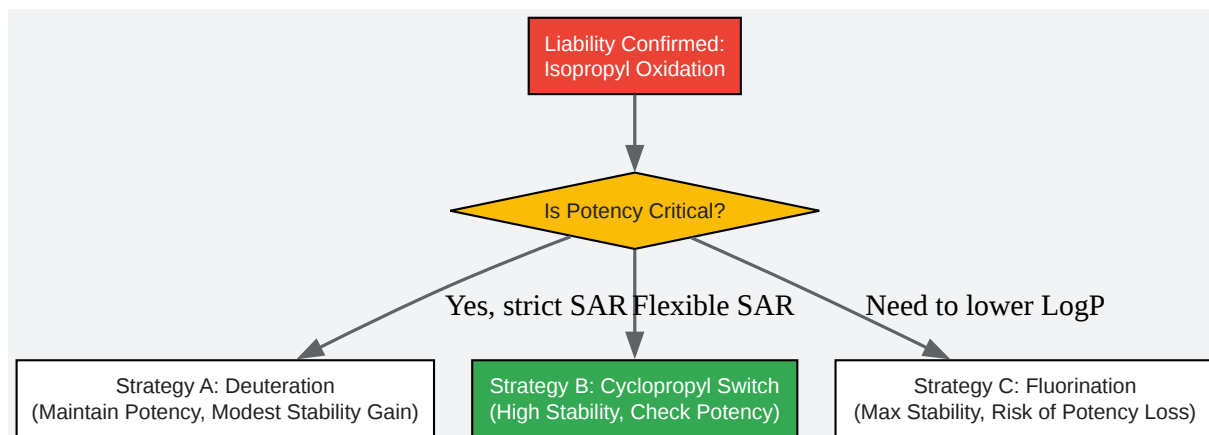 Liability Confirmed:
Isopropyl Oxidation
Is Potency Critical?
Yes, strict SAR
Flexible SAR
Need to lower LogP
Strategy A: Deuteration
(Maintain Potency, Modest Stability Gain)
Strategy B: Cyclopropyl Switch
(High Stability, Check Potency)
Strategy C: Fluorination
(Max Stability, Risk of Potency Loss)